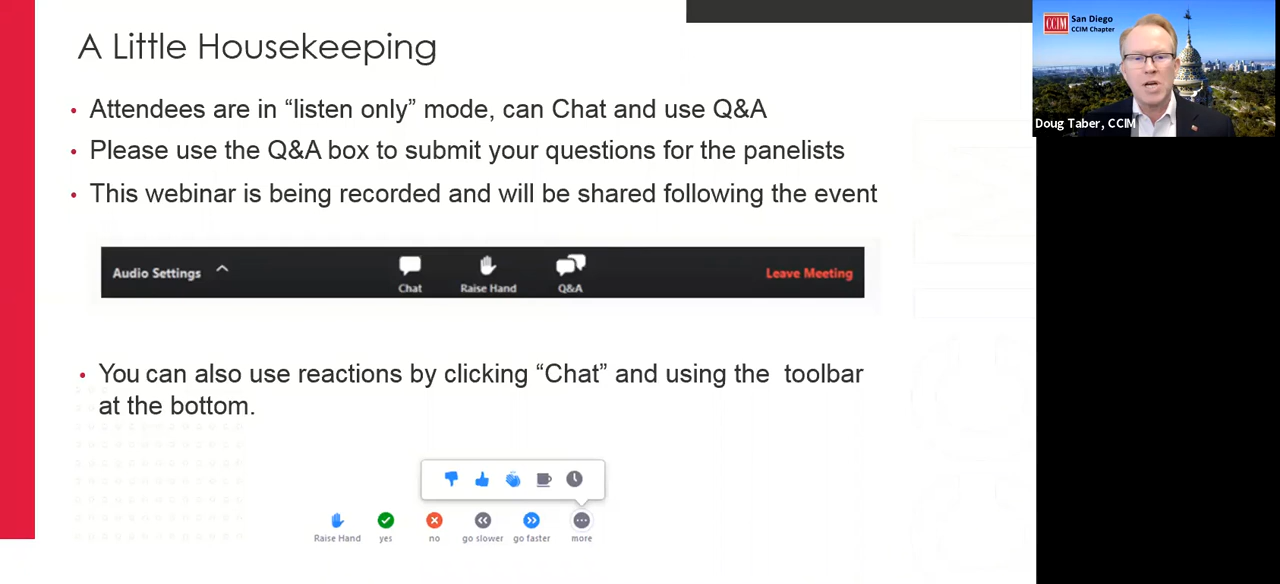 A Little Housekeeping
• Attendees are in “listen only” mode, can Chat and use Q&A
• Please use the Q&A box to submit your questions for the panelists
• This webinar is being recorded and will be shared following the event
Audio Settings
Chat
Raise Hand
Q&A
Leave Meeting
• You can also use reactions by clicking “Chat” and using the toolbar
at the bottom.
Raise Hand
yes
no
go slower
go faster
more
CCIM
San Diego
CCIM Chapter
Doug Taber, CCIM